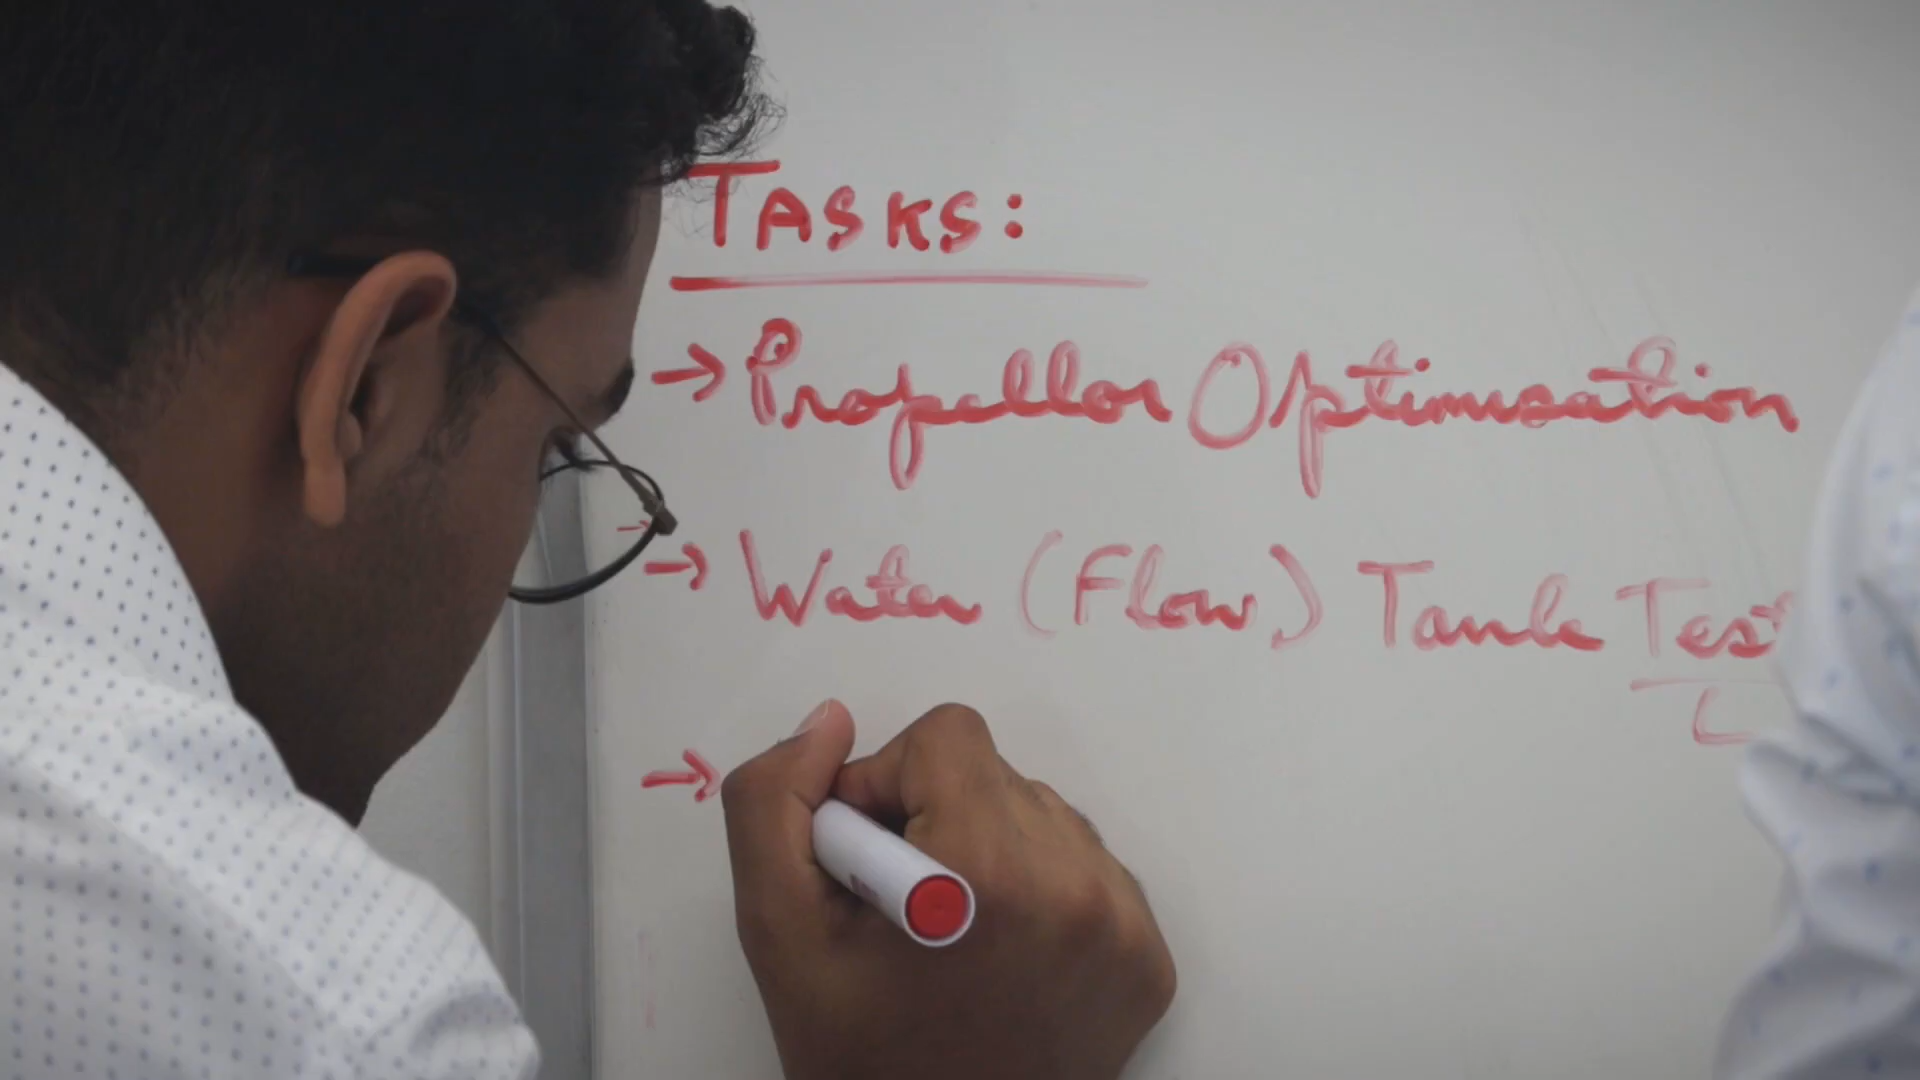 TASKS:
→ Propellor Optimisation
→ Water (Flow) Tank Test
→